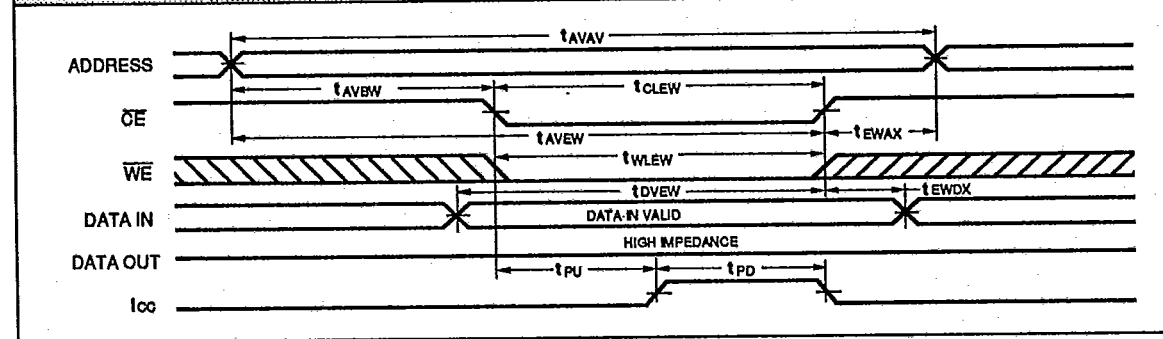 tAVAV
ADDRESS
tAVBW
tCLEW
CE
tAVEW
tEWAX
WE
tWLEW
tDVEW
tEWDX
DATA IN
DATA-IN VALID
HIGH IMPEDANCE
DATA OUT
tPU
tPD
ICC